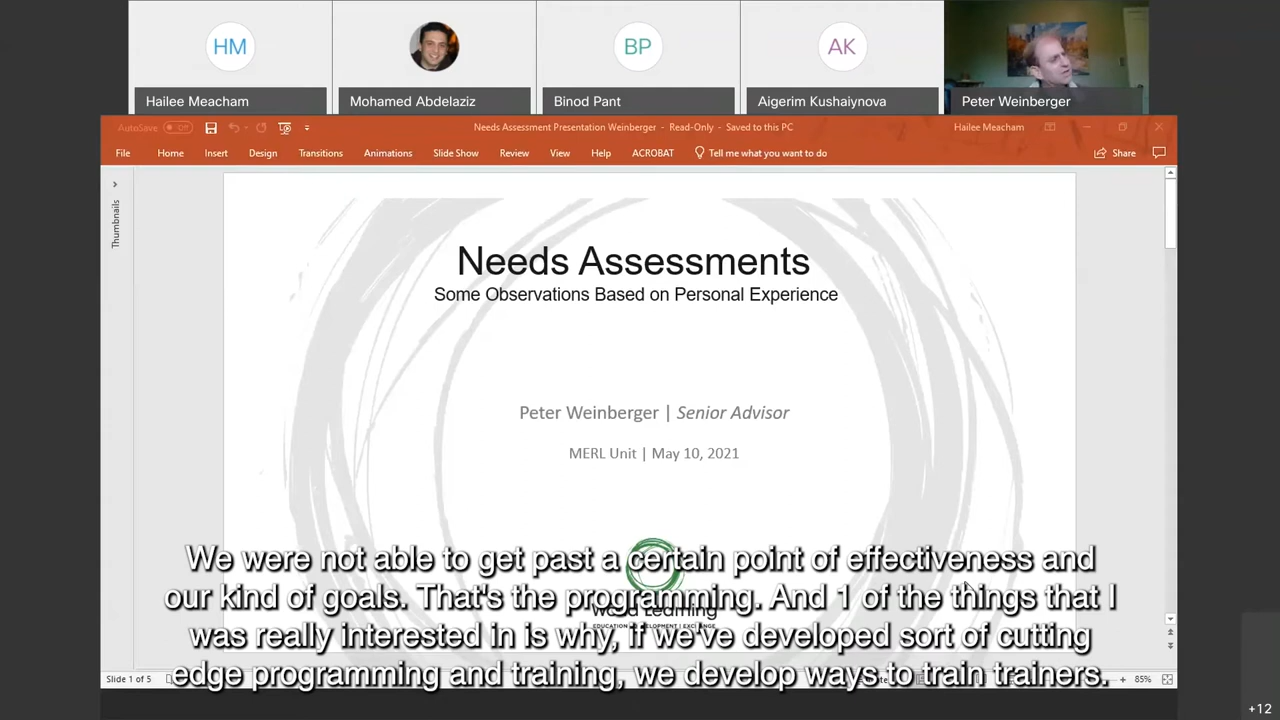 HM
BP
AK
Hailee Meacham
Mohamed Abdelaziz
Binod Pant
Aigerim Kushaiynova
Peter Weinberger
AutoSave Off
Needs Assessment Presentation Weinberger - Read-Only - Saved to this PC
Hailee Meacham
File Home Insert Design Transitions Animations Slide Show Review View Help ACROBAT Tell me what you want to do Share
Thumbnails
Needs Assessments
Some Observations Based on Personal Experience
Peter Weinberger | Senior Advisor
MERL Unit | May 10, 2021
World Learning
We were not able to get past a certain point of effectiveness and
our kind of goals. That's the programming. And 1 of the things that I
was really interested in is why, if we've developed sort of cutting
edge programming and training, we develop ways to train trainers.
Slide 1 of 5
85%
+12